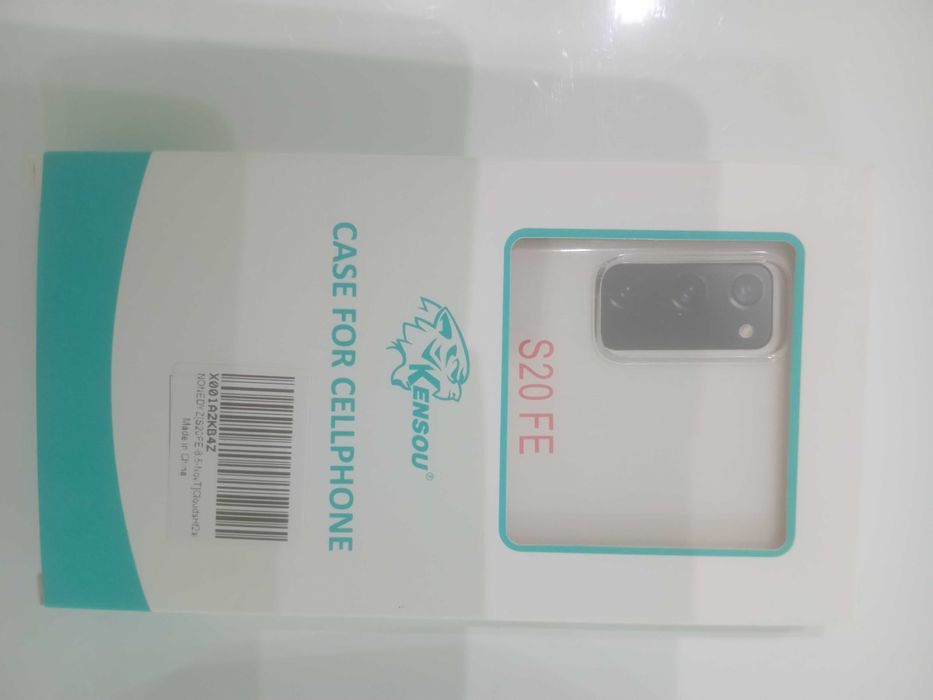 S20 FE
KENSOU®
CASE FOR CELLPHONE
X001A2KB4Z
Made in China